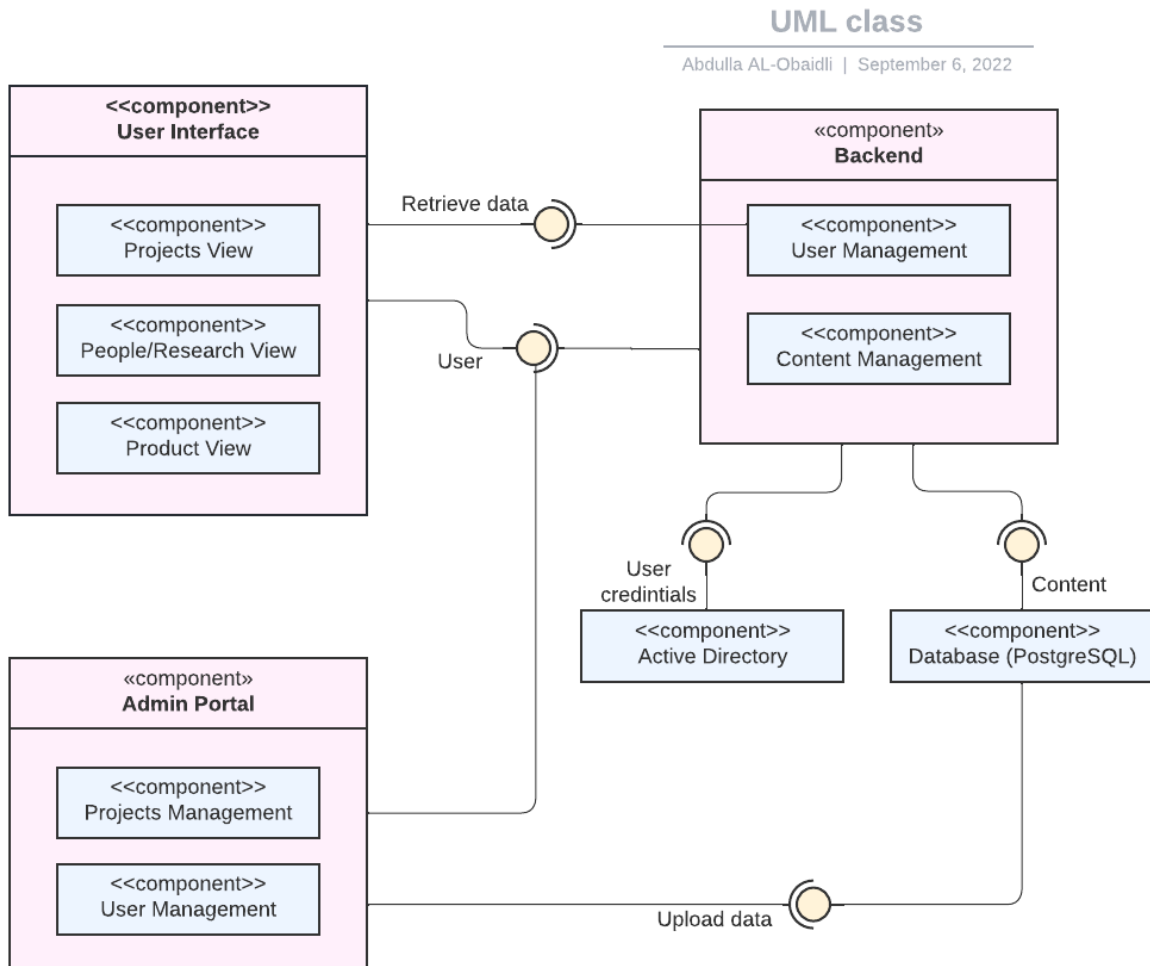 UML class
Abdulla AL-Obaidli | September 6, 2022
<<component>>
User Interface
<<component>>
Projects View
<<component>>
People/Research View
<<component>>
Product View
Retrieve data
User
«component»
Backend
<<component>>
User Management
<<component>>
Content Management
User
credintials
Content
<<component>>
Active Directory
<<component>>
Database (PostgreSQL)
«component»
Admin Portal
<<component>>
Projects Management
<<component>>
User Management
Upload data